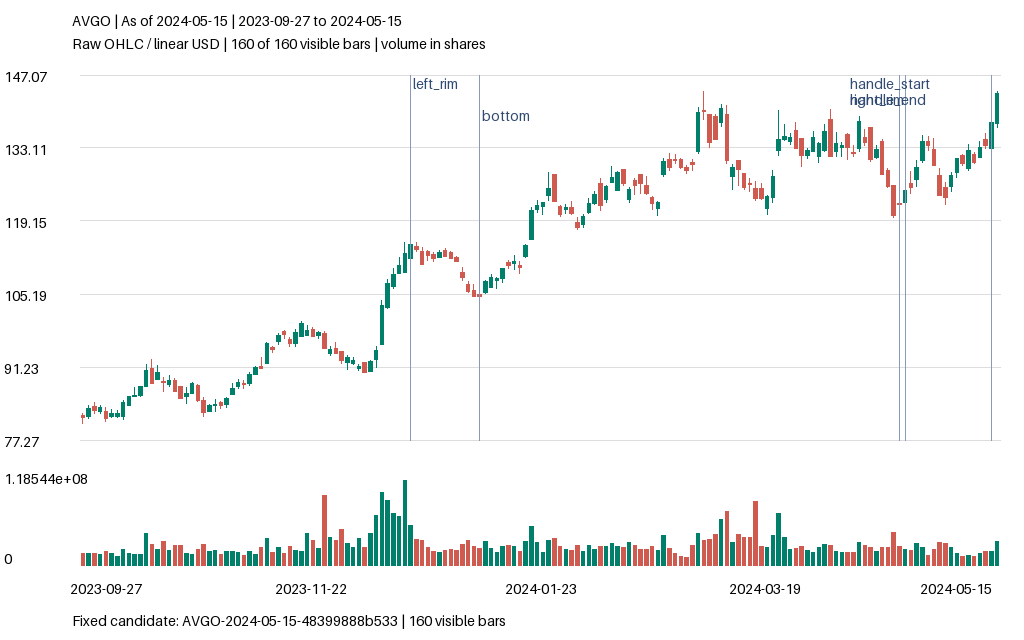 AVGO | As of 2024-05-15 | 2023-09-27 to 2024-05-15
Raw OHLC / linear USD | 160 of 160 visible bars | volume in shares
147.07
left_rim
handle_start
bottom
133.11
119.15
105.19
91.23
77.27
1.18544e+08
0
2023-09-27
2023-11-22
2024-01-23
2024-03-19
2024-05-15
Fixed candidate: AVGO-2024-05-15-48399888b533 | 160 visible bars